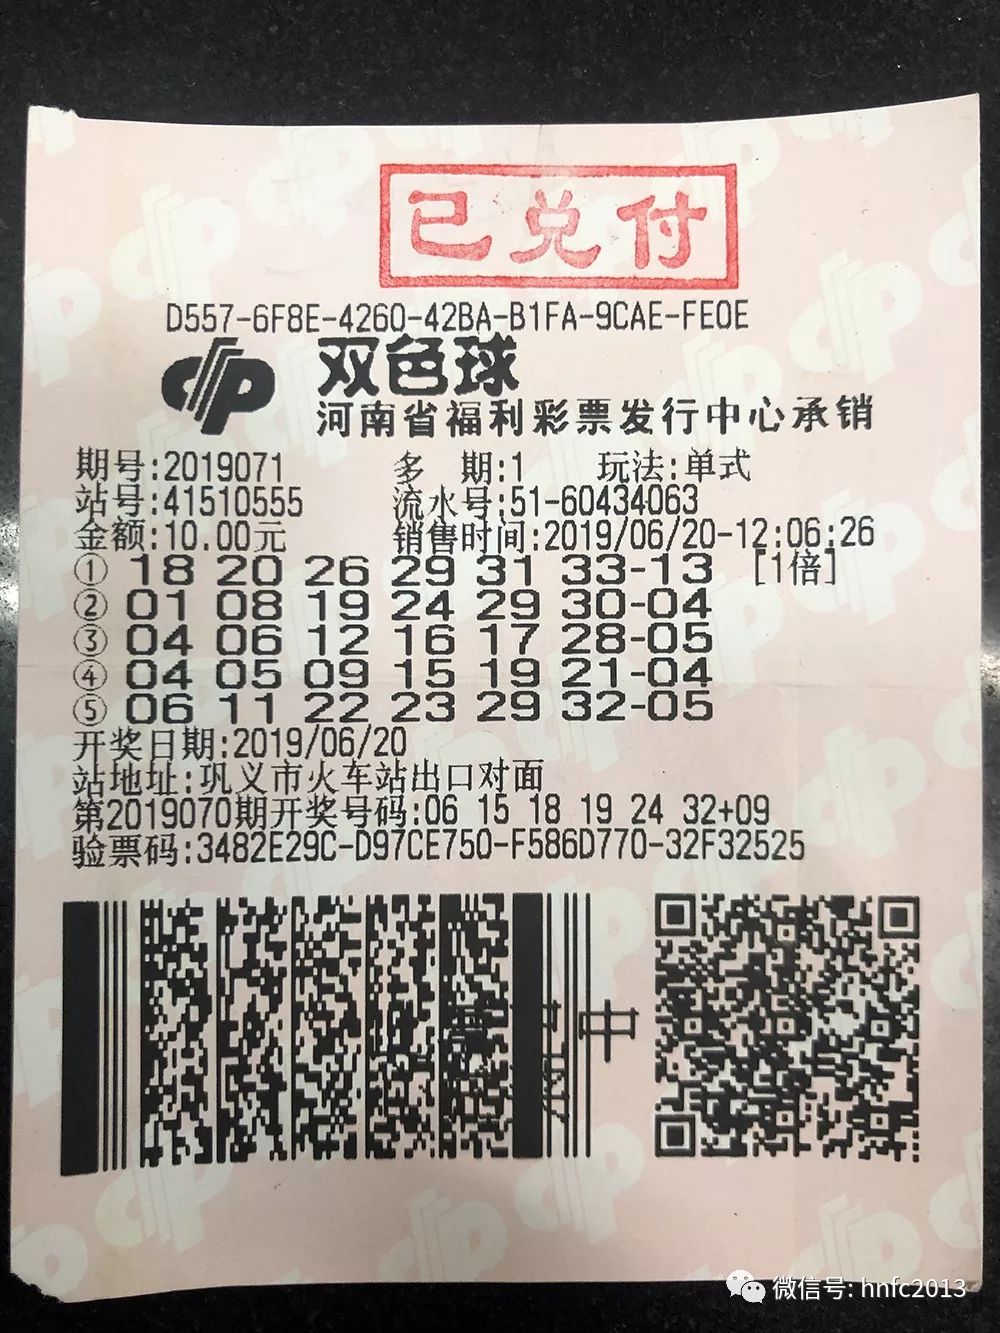 已兑付
D557-6F8E-4260-42BA-B1FA-9CAE-FE0E
双色球
河南省福利彩票发行中心承销
期号:2019071 多 期:1 玩法:单式
站号:41510555 流水号:51-60434063
金额:10.00元 销售时间:2019/06/20-12:06:26
① 18 20 26 29 31 33-13 [1倍]
② 01 08 19 24 29 30-04
③ 04 06 12 16 17 28-05
④ 04 05 09 15 19 21-04
⑤ 06 11 22 23 29 32-05
开奖日期:2019/06/20
站地址:巩义市火车站出口对面
第2019070期开奖号码:06 15 18 19 24 32+09
验票码:3482E29C-D97CE750-F586D770-32F32525
微信号: hnfc2013